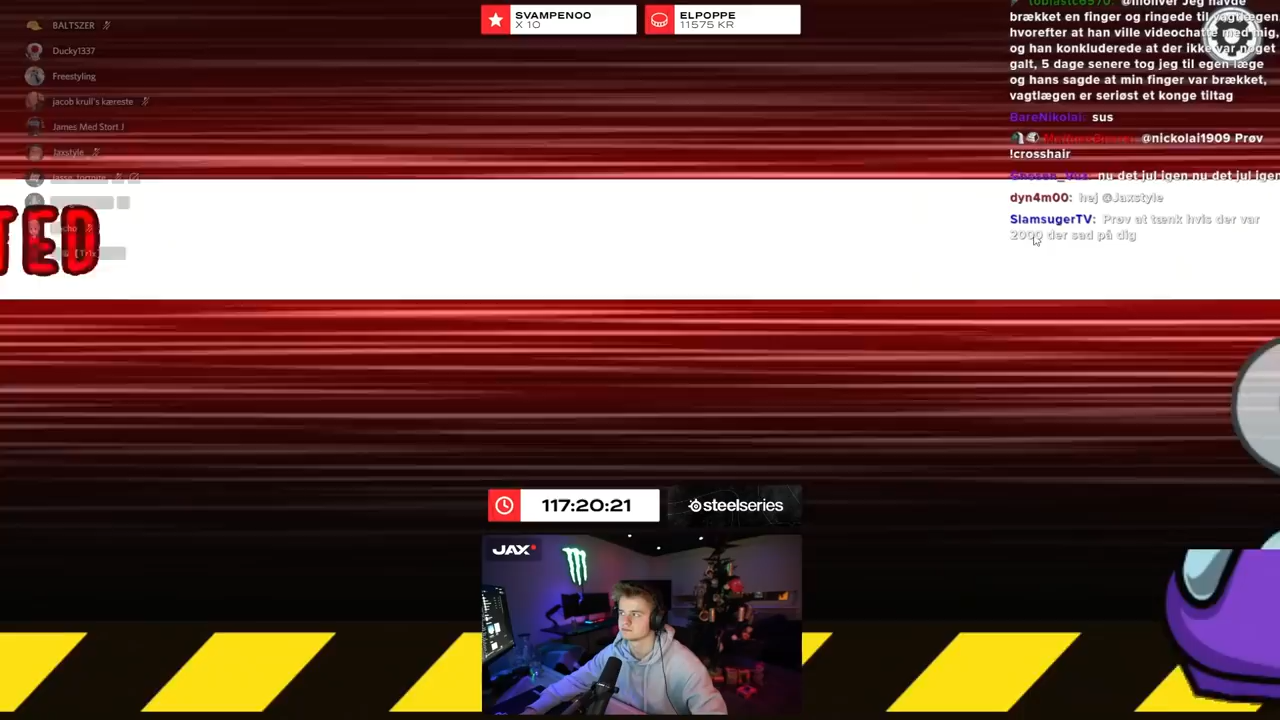 BALTSZER
Ducky1337
Freestyling
jacob krull's kæreste
James Med Stort J
Jaxstyle
SVAMPENOO
X 10
ELPOPPE
11575 KR
@moliver Jeg havde
brækket en finger og ringede til vagtlægen,
hvorefter at han ville videochatte med mig,
og han konkluderede at der ikke var noget
galt, 5 dage senere tog jeg til egen læge
og hans sagde at min finger var brækket,
vagtlægen er seriøst et konge tiltag
BareNikolai: sus
@nickolai1909 Prøv
!crosshair
nu det jul igen nu det jul igen
dyn4m00: hej @Jaxstyle
SlamsugerTV: Prøv at tænk hvis der var
2000 der sad på dig
TED
117:20:21
steelseries
JAX